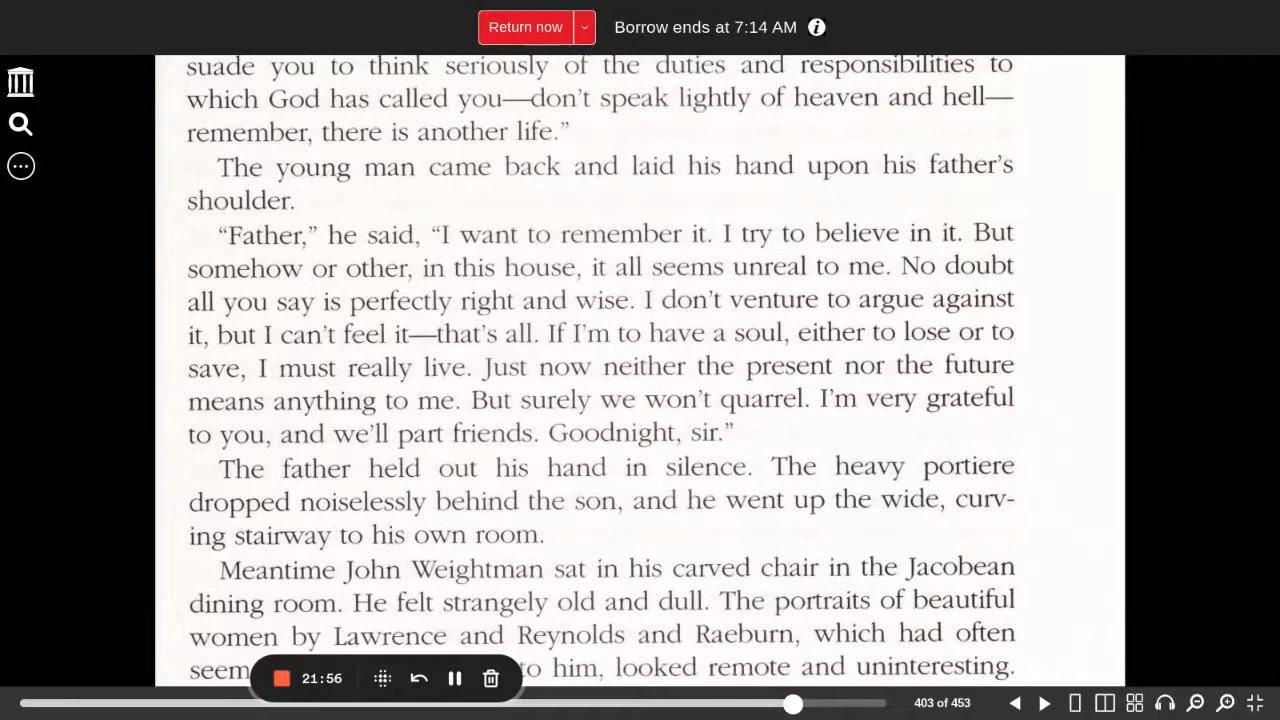 Return now
Borrow ends at 7:14 AM
suade you to think seriously of the duties and responsibilities to
which God has called you—don't speak lightly of heaven and hell—
remember, there is another life.”
The young man came back and laid his hand upon his father's
shoulder.
“Father,” he said, “I want to remember it. I try to believe in it. But
somehow or other, in this house, it all seems unreal to me. No doubt
all you say is perfectly right and wise. I don't venture to argue against
it, but I can't feel it—that's all. If I'm to have a soul, either to lose or to
save, I must really live. Just now neither the present nor the future
means anything to me. But surely we won't quarrel. I'm very grateful
to you, and we'll part friends. Goodnight, sir.”
The father held out his hand in silence. The heavy portiere
dropped noiselessly behind the son, and he went up the wide, curv-
ing stairway to his own room.
Meantime John Weightman sat in his carved chair in the Jacobean
dining room. He felt strangely old and dull. The portraits of beautiful
women by Lawrence and Reynolds and Raeburn, which had often
seem to him, looked remote and uninteresting.
21:56
403 of 453